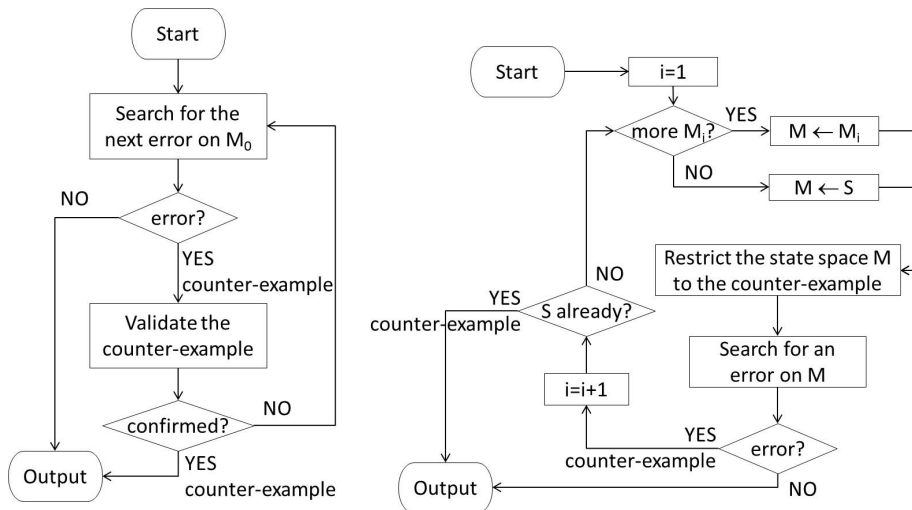 Start
Search for the
next error on M₀
NO
error?
YES
counter-example
Validate the
counter-example
confirmed?
NO
YES
counter-example
Output
Start
i=1
more Mᵢ?
YES
M ← Mᵢ
NO
M ← S
Restrict the state space M
to the counter-example
Search for an
error on M
error?
YES
counter-example
NO
i=i+1
S already?
NO
YES
counter-example
Output